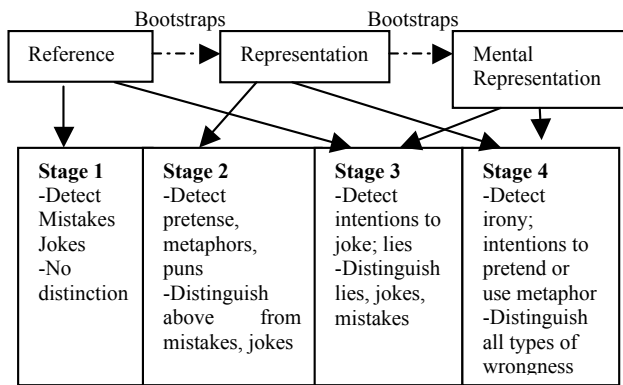 Bootstraps
Bootstraps
Reference
Representation
Mental
Representation
Stage 1
-Detect
Mistakes
Jokes
-No
distinction
Stage 2
-Detect
pretense,
metaphors,
puns
-Distinguish
above from
mistakes, jokes
Stage 3
-Detect
intentions to
joke; lies
-Distinguish
lies, jokes,
mistakes
Stage 4
-Detect
irony;
intentions to
pretend or
use metaphor
-Distinguish
all types of
wrongness